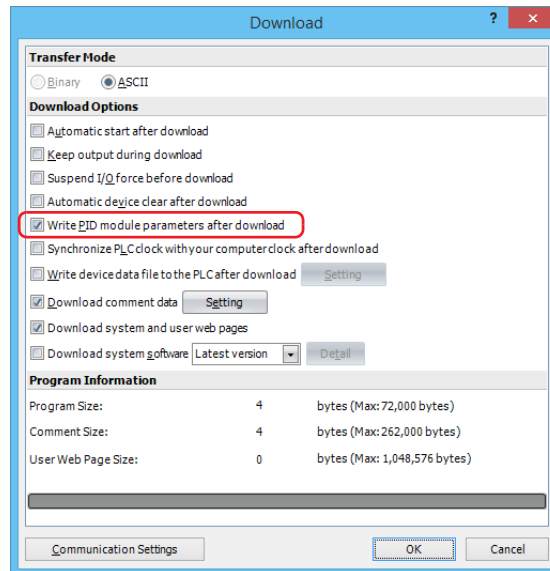 Download ? ×
Transfer Mode
Binary ASCII
Download Options
Automatic start after download
Keep output during download
Suspend I/O force before download
Automatic device clear after download
Write PID module parameters after download
Synchronize PLC clock with your computer clock after download
Write device data file to the PLC after download Setting
Download comment data Setting
Download system and user web pages
Download system software Latest version Detail
Program Information
Program Size: 4 bytes (Max: 72,000 bytes)
Comment Size: 4 bytes (Max: 262,000 bytes)
User Web Page Size: 0 bytes (Max: 1,048,576 bytes)
Communication Settings OK Cancel